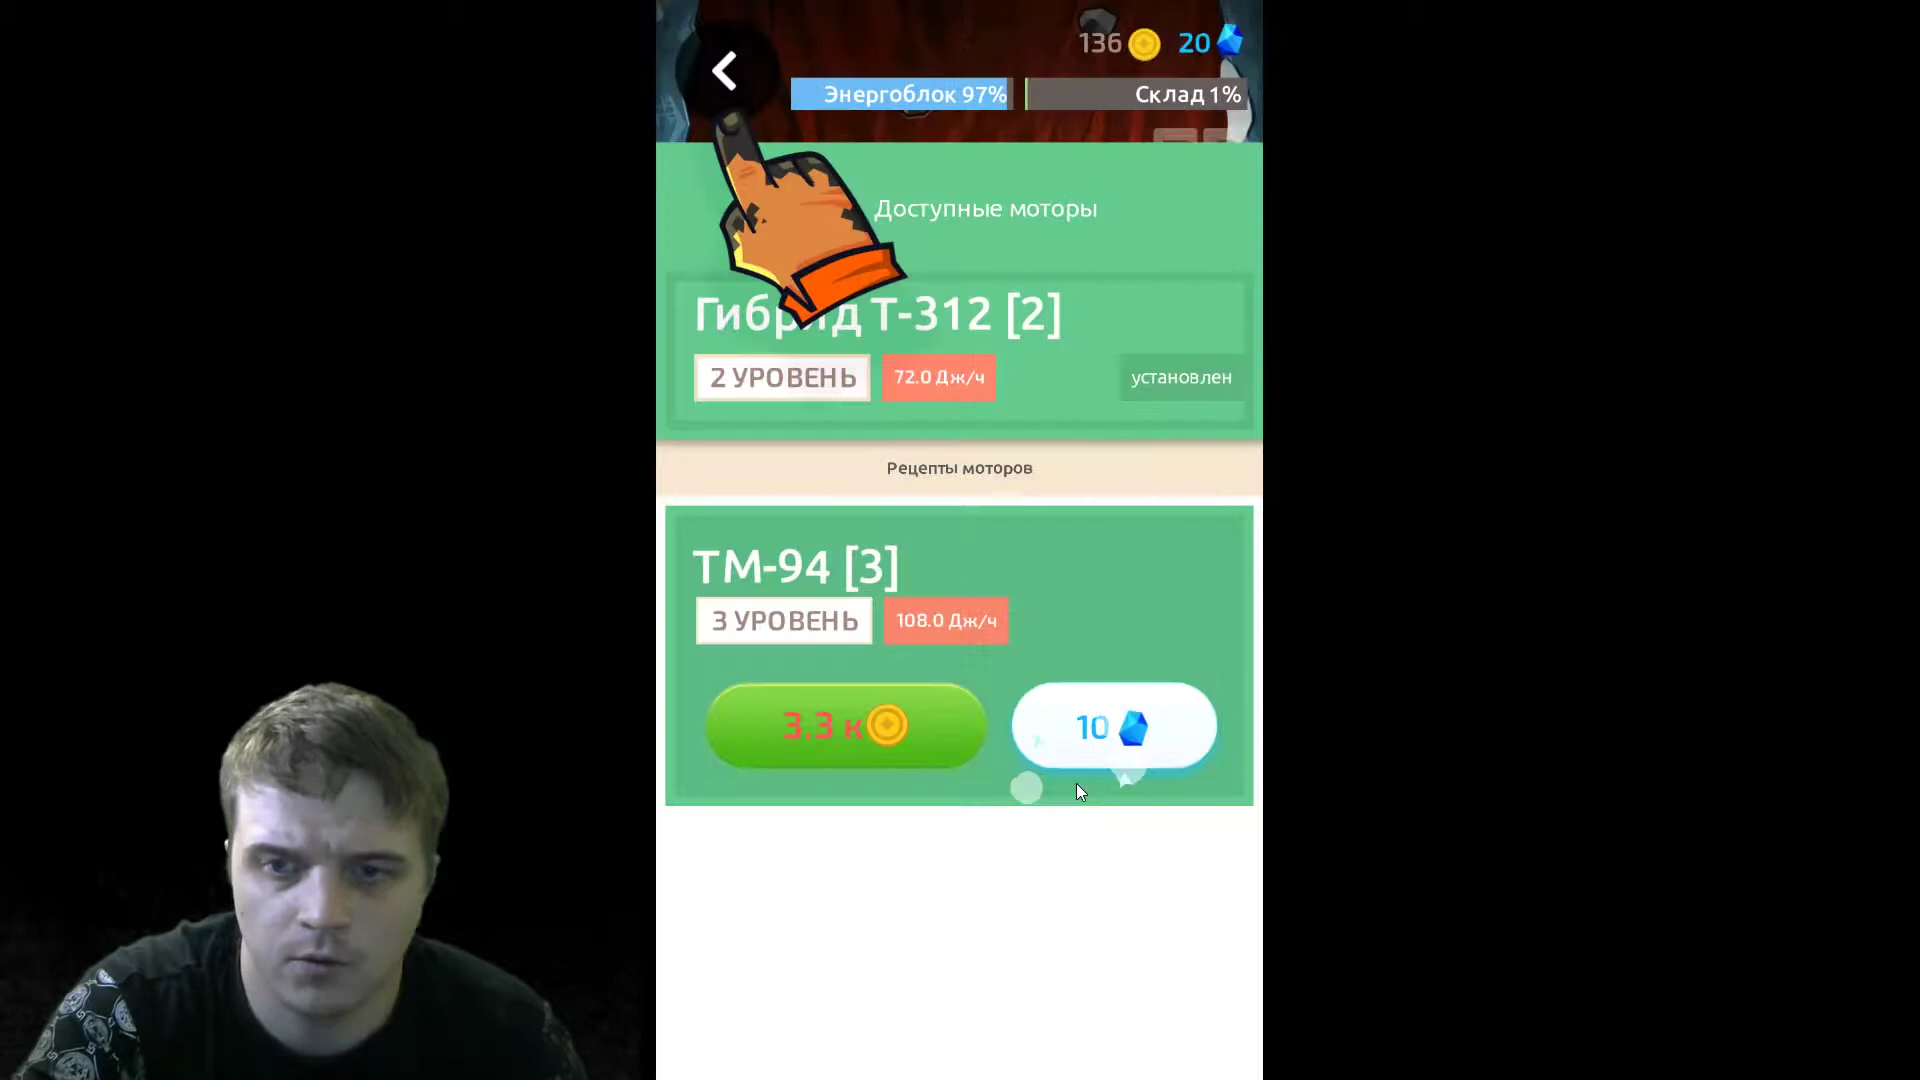 136 20
Энергоблок 97% Склад 1%
Доступные моторы
Гибрид Т-312 [2]
2 УРОВЕНЬ 72.0 Дж/ч установлен
Рецепты моторов
ТМ-94 [3]
3 УРОВЕНЬ 108.0 Дж/ч
3.3 к 10